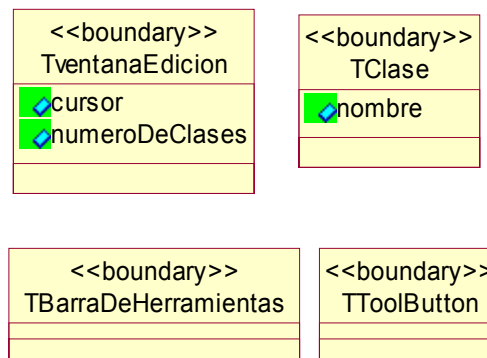 <<boundary>>
TventanaEdicion
cursor
numeroDeClases
<<boundary>>
TClase
nombre
<<boundary>>
TBarraDeHerramientas
<<boundary>>
TToolButton